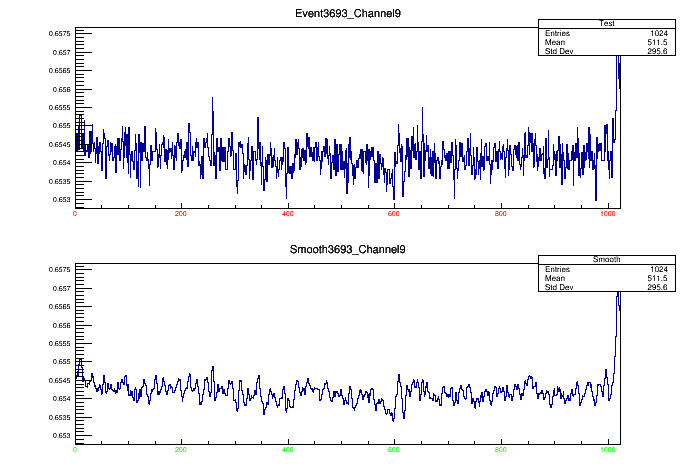 Event3693_Channel9
Test
Entries 1024
Mean 511.5
Std Dev 295.6
0.6575
0.657
0.6565
0.656
0.6555
0.655
0.6545
0.654
0.6535
0.653
0 200 400 600 800 1000
Smooth3693_Channel9
Smooth
Entries 1024
Mean 511.5
Std Dev 295.6
0.6575
0.657
0.6565
0.656
0.6555
0.655
0.6545
0.654
0.6535
0.653
0 200 400 600 800 1000